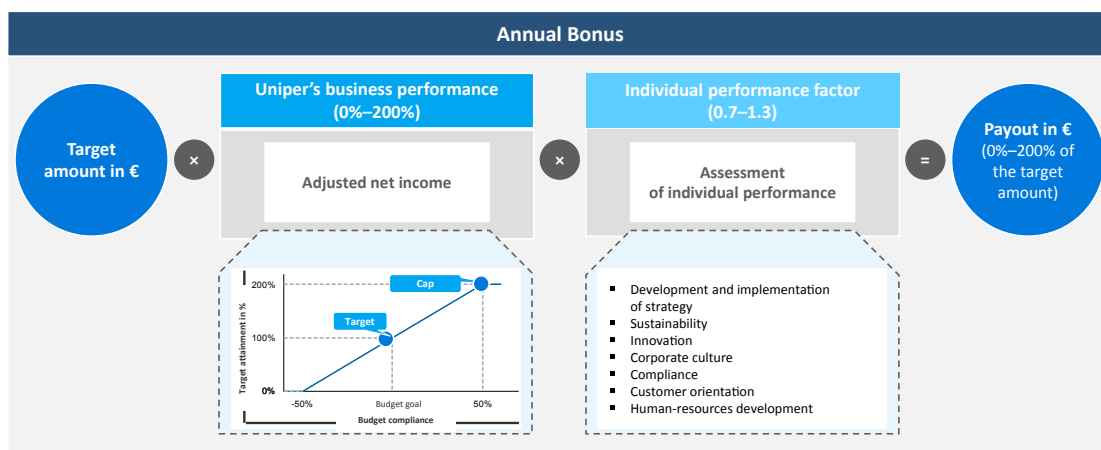 Annual Bonus
Target
amount in €
×
Uniper’s business performance
(0%–200%)
Adjusted net income
×
Individual performance factor
(0.7–1.3)
Assessment
of individual performance
=
Payout in €
(0%–200% of
the target
amount)
Target attainment in %
200%
100%
0%
Cap
Target
-50%
Budget goal
50%
Budget compliance
▪ Development and implementation
of strategy
▪ Sustainability
▪ Innovation
▪ Corporate culture
▪ Compliance
▪ Customer orientation
▪ Human-resources development